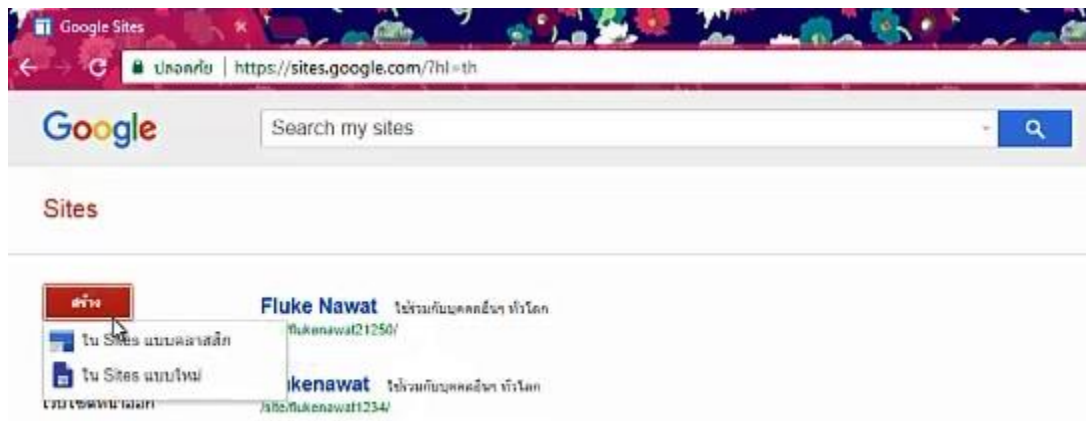 Google Sites
ปลอดภัย | https://sites.google.com/?hl=th
Google
Search my sites
Sites
สร้าง
Fluke Nawat ใช้ร่วมกับบุคคลอื่นๆ ทั่วโลก
flukenawat21250/
ใน Sites แบบคลาสสิก
ใน Sites แบบใหม่
kenawat ใช้ร่วมกับบุคคลอื่นๆ ทั่วโลก
/site/flukenawat1234/